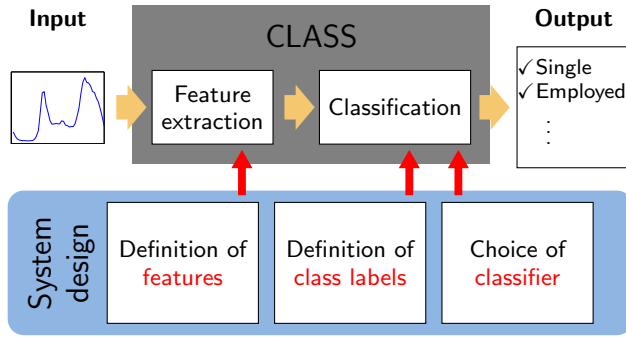 Input
CLASS
Output
Feature
extraction
Classification
✓ Single
✓ Employed
⋮
System
design
Definition of
features
Definition of
class labels
Choice of
classifier